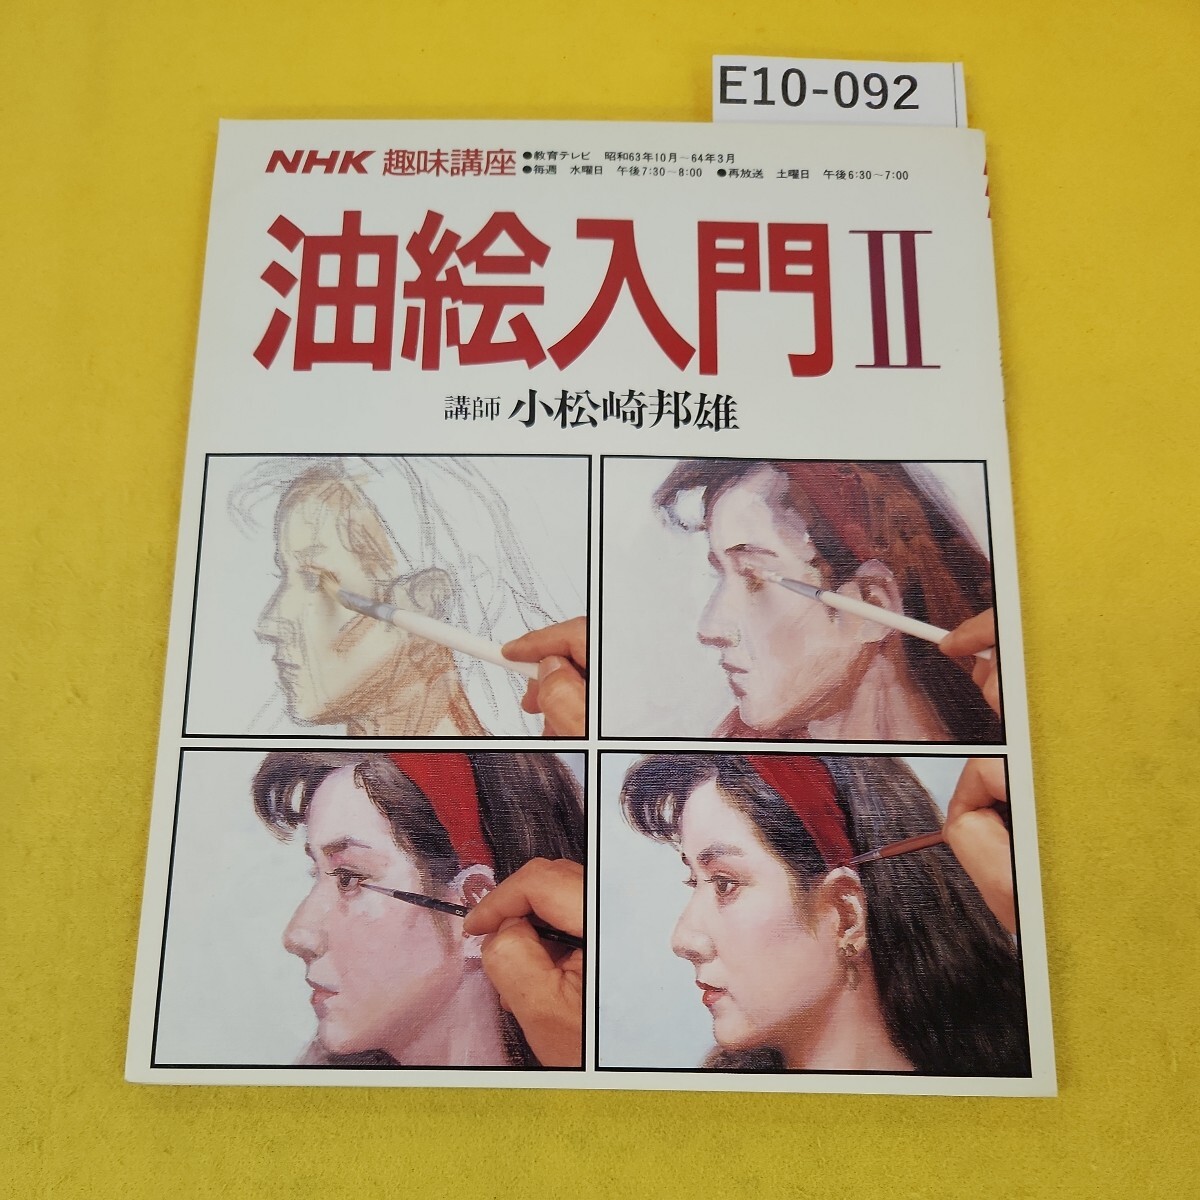 E10-092
NHK 趣味講座
●教育テレビ 昭和63年10月~64年3月
●毎週 水曜日 午後7:30~8:00 ●再放送 土曜日 午後6:30~7:00
油絵入門II
講師 小松崎邦雄